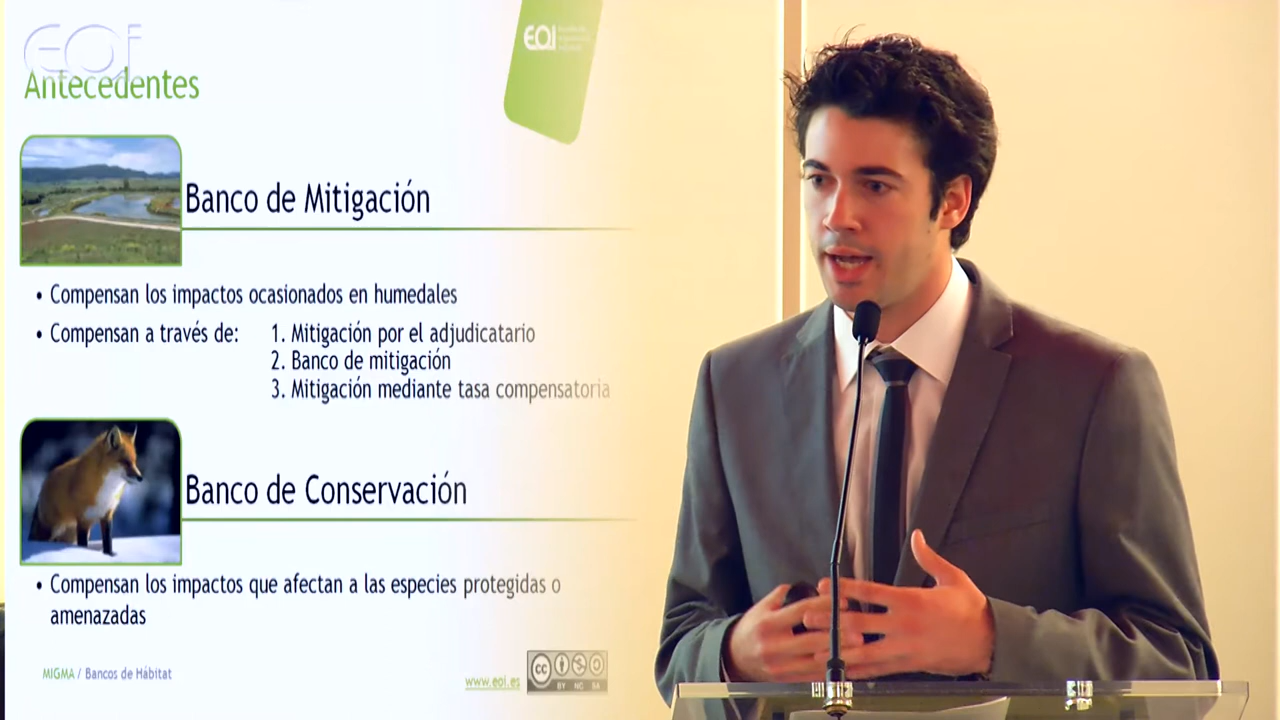 EOi
Antecedentes
EOI
Banco de Mitigación
• Compensan los impactos ocasionados en humedales
• Compensan a través de: 1. Mitigación por el adjudicatario
2. Banco de mitigación
3. Mitigación mediante tasa compensatoria
Banco de Conservación
• Compensan los impactos que afectan a las especies protegidas o
amenazadas
MIGMA / Bancos de Hábitat
www.eoi.es
cc
BY NC SA